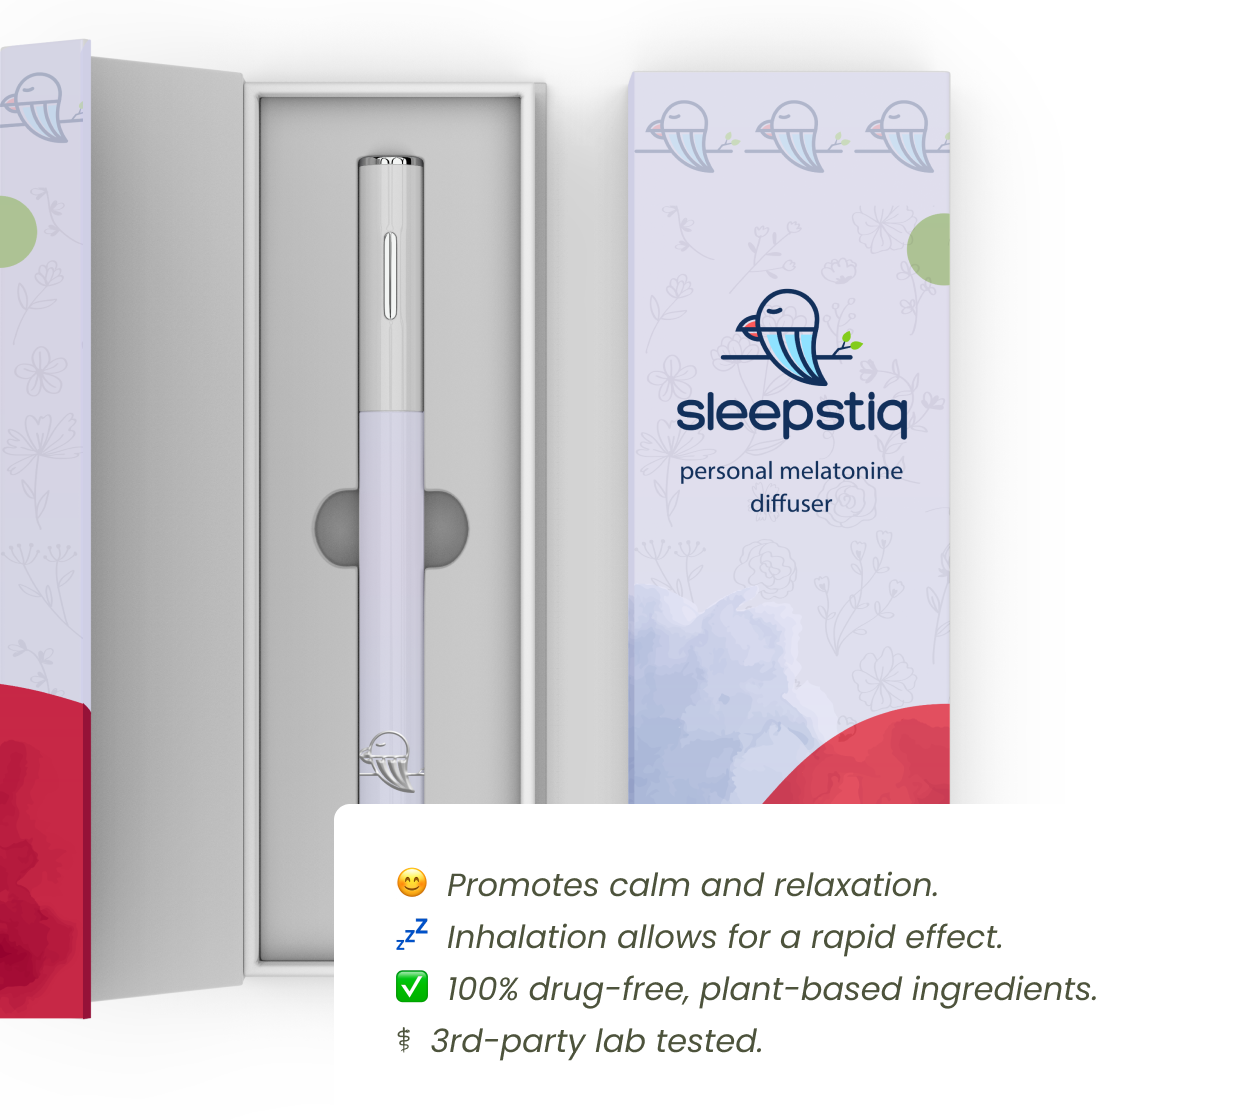 sleepstiq
personal melatonine
diffuser
😊 Promotes calm and relaxation.
💤 Inhalation allows for a rapid effect.
✅ 100% drug-free, plant-based ingredients.
⚕ 3rd-party lab tested.